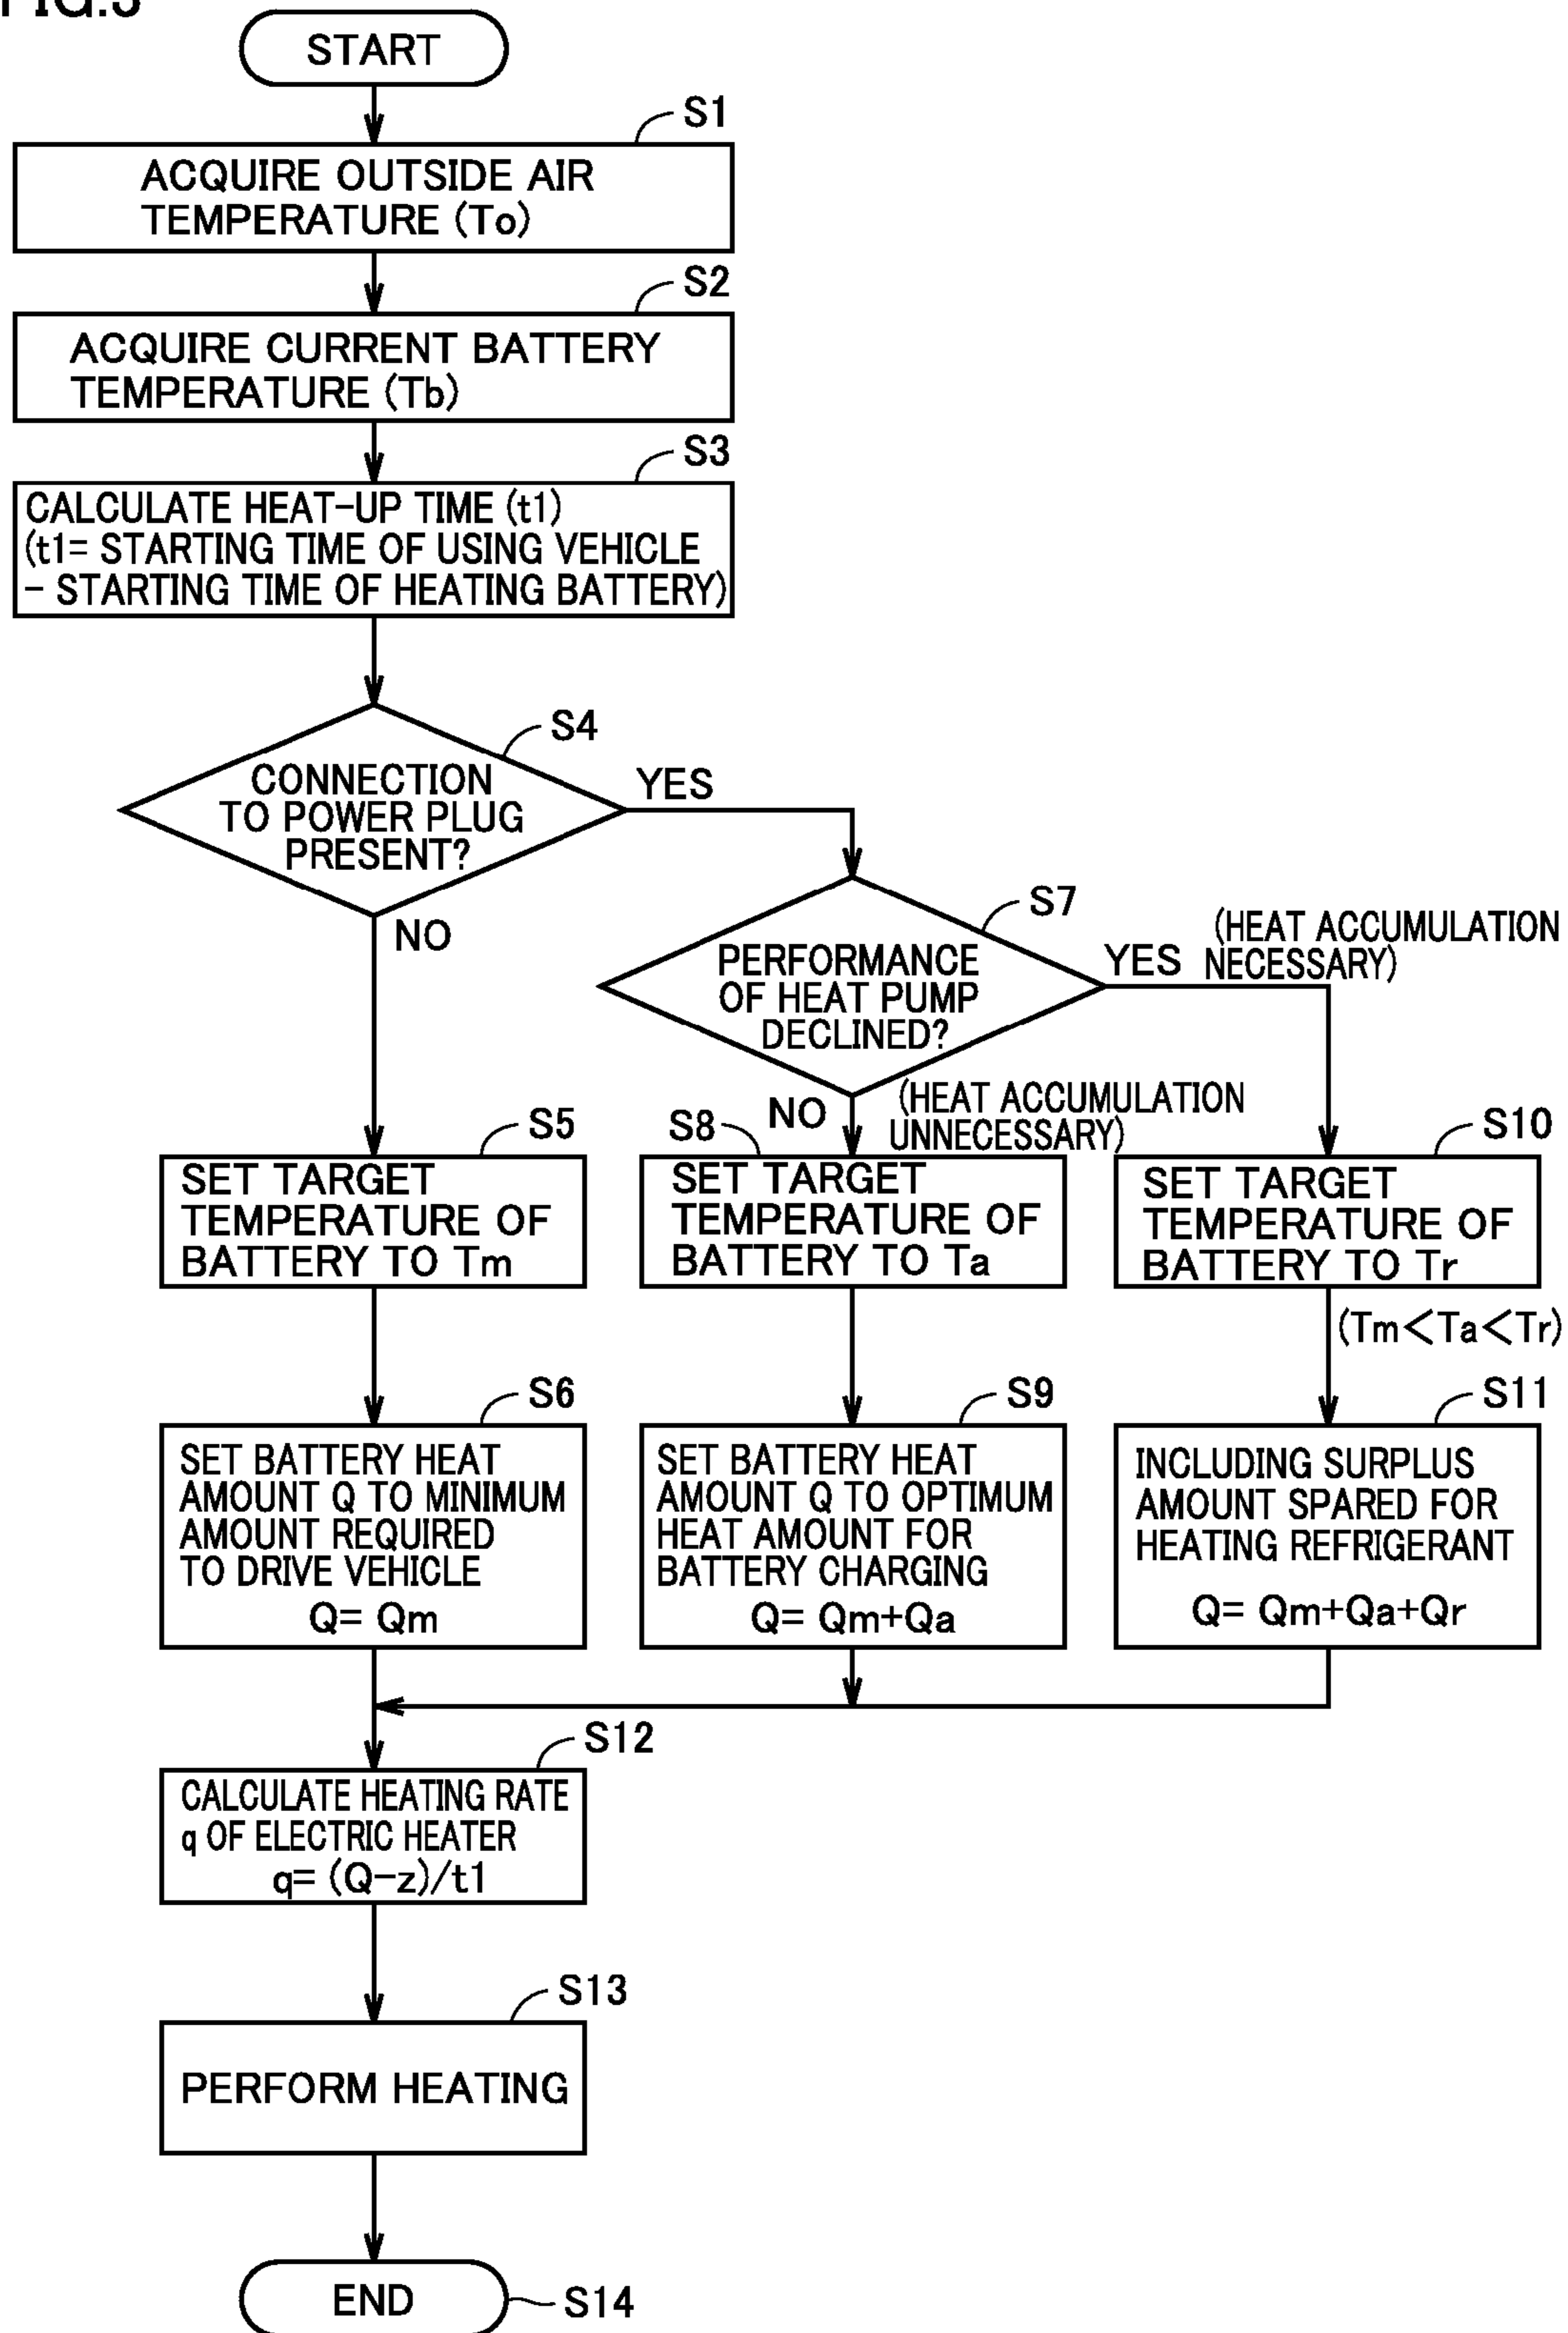 FIG.3
START
S1
ACQUIRE OUTSIDE AIR
TEMPERATURE (To)
S2
ACQUIRE CURRENT BATTERY
TEMPERATURE (Tb)
S3
CALCULATE HEAT-UP TIME (t1)
(t1= STARTING TIME OF USING VEHICLE
- STARTING TIME OF HEATING BATTERY)
S4
CONNECTION
TO POWER PLUG
PRESENT?
YES
NO
S7
PERFORMANCE
OF HEAT PUMP
DECLINED?
YES
(HEAT ACCUMULATION
NECESSARY)
NO
(HEAT ACCUMULATION
UNNECESSARY)
S5
SET TARGET
TEMPERATURE OF
BATTERY TO Tm
S8
SET TARGET
TEMPERATURE OF
BATTERY TO Ta
S10
SET TARGET
TEMPERATURE OF
BATTERY TO Tr
(Tm<Ta<Tr)
S6
SET BATTERY HEAT
AMOUNT Q TO MINIMUM
AMOUNT REQUIRED
TO DRIVE VEHICLE
Q= Qm
S9
SET BATTERY HEAT
AMOUNT Q TO OPTIMUM
HEAT AMOUNT FOR
BATTERY CHARGING
Q= Qm+Qa
S11
INCLUDING SURPLUS
AMOUNT SPARED FOR
HEATING REFRIGERANT
Q= Qm+Qa+Qr
S12
CALCULATE HEATING RATE
q OF ELECTRIC HEATER
q= (Q-z)/t1
S13
PERFORM HEATING
END
S14